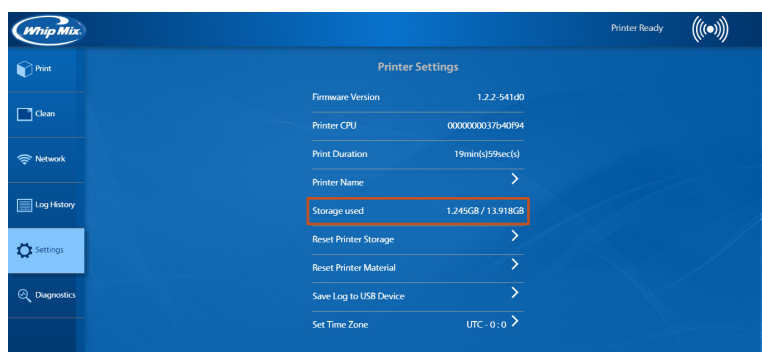 Whip Mix.
Printer Ready
Print
Clean
Network
Log History
Settings
Diagnostics
Printer Settings
Firmware Version 1.2.2-541d0
Printer CPU 0000000037b40f94
Print Duration 19min(s)59sec(s)
Printer Name
Storage used 1.245GB / 13.918GB
Reset Printer Storage
Reset Printer Material
Save Log to USB Device
Set Time Zone UTC - 0 : 0